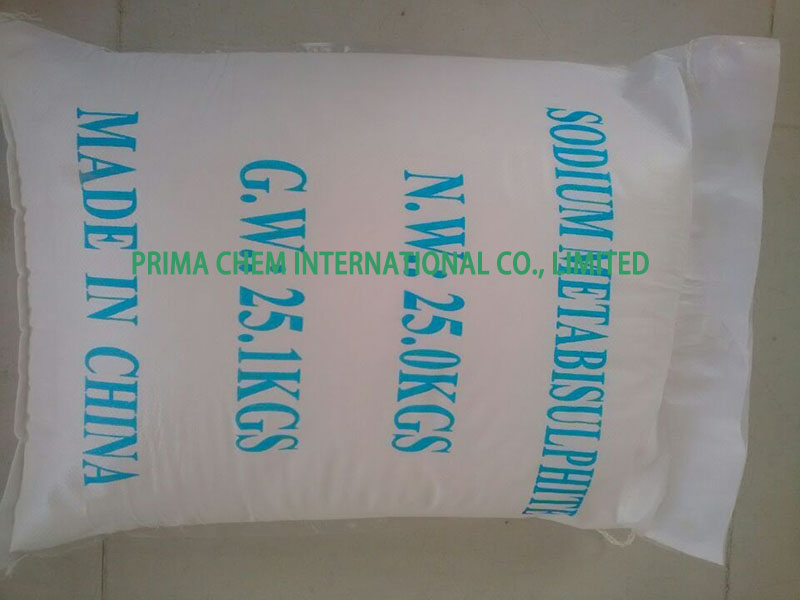 SODIUM METABISULPHITE
N.W.: 25.0KGS
G.W.: 25.1KGS
MADE IN CHINA
PRIMA CHEM INTERNATIONAL CO., LIMITED